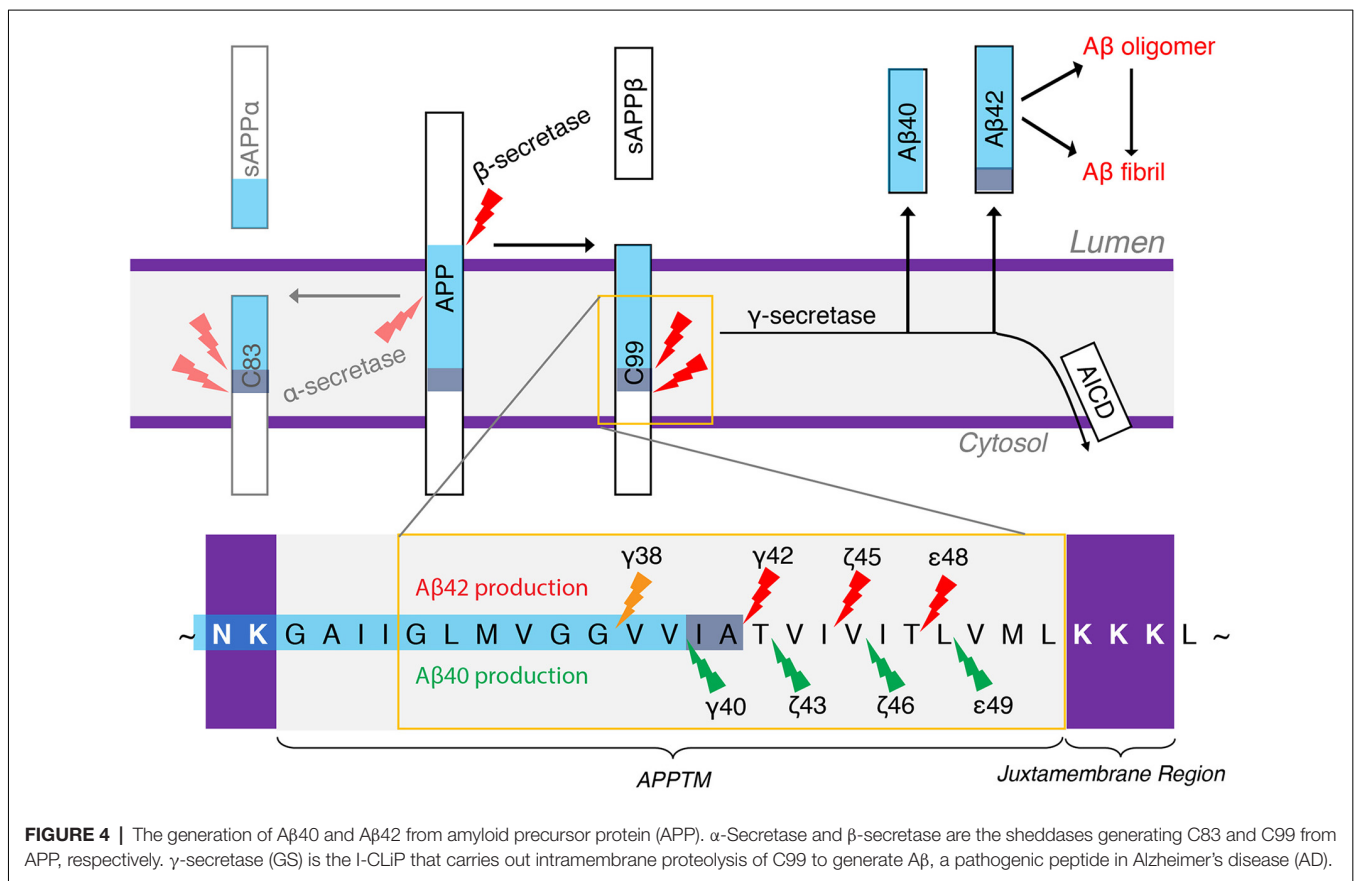 sAPPα
APP
β-secretase
sAPPβ
Aβ40
Aβ42
Aβ oligomer
Aβ fibril
Lumen
C83
α-secretase
C99
γ-secretase
AICD
Cytosol
Aβ42 production
γ38
γ42
ζ45
ε48
~ N K G A I I G L M V G G V V I A T V I V I T L V M L K K K L ~
Aβ40 production
γ40
ζ43
ζ46
ε49
APPTM
Juxtamembrane Region
FIGURE 4 | The generation of Aβ40 and Aβ42 from amyloid precursor protein (APP). α-Secretase and β-secretase are the sheddases generating C83 and C99 from
APP, respectively. γ-secretase (GS) is the I-CLiP that carries out intramembrane proteolysis of C99 to generate Aβ, a pathogenic peptide in Alzheimer's disease (AD).